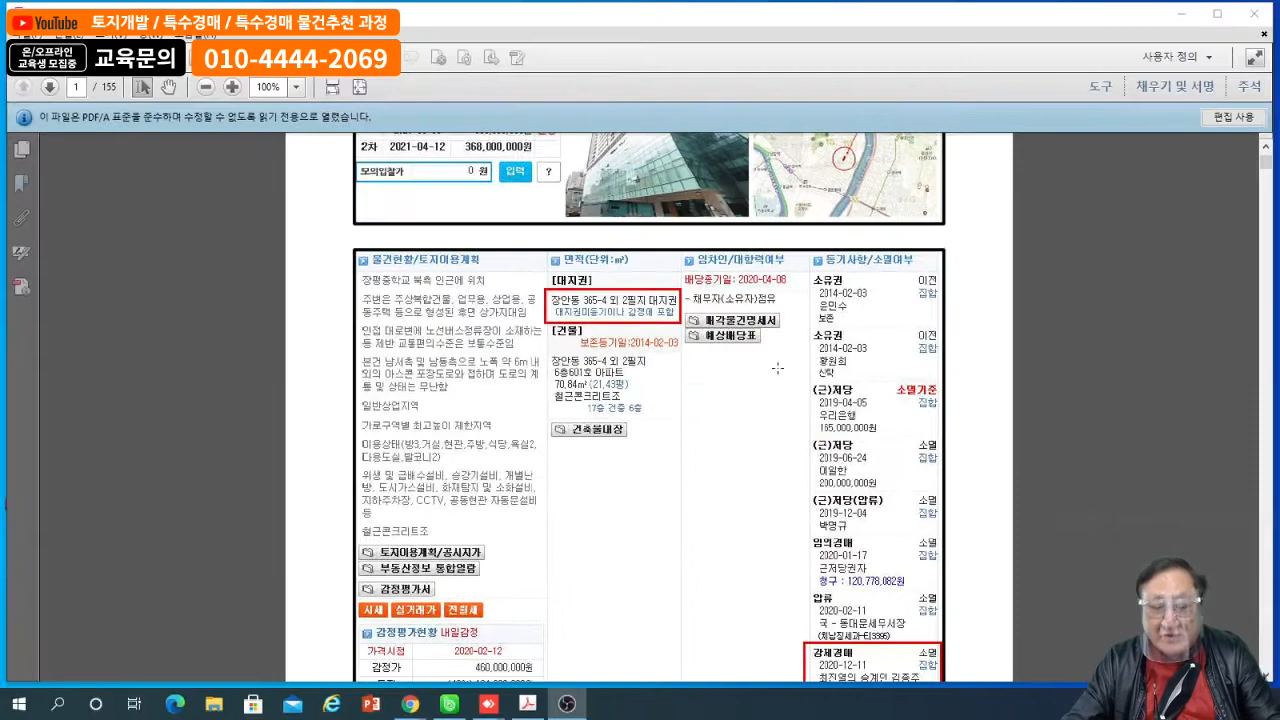 YouTube 토지개발 / 특수경매 / 특수경매 물건추천 과정
온/오프라인
교육생 모집중
교육문의
010-4444-2069
사용자 정의
1 / 155
100%
도구
채우기 및 서명
주석
이 파일은 PDF/A 표준을 준수하며 수정할 수 없도록 읽기 전용으로 열렸습니다.
편집 사용
2차 2021-04-12 368,000,000원
모의입찰가 0 원 입력 ?
물건현황/토지이용계획
장평중학교 북측 인근에 위치
주변은 주상복합건물, 업무용, 상업용, 공
동주택 등으로 형성된 후면 상가지대임
인접 대로변에 노선버스정류장이 소재하는
등 제반 교통편의수준은 보통수준임
본건 남서측 및 남동측으로 노폭 약 6m 내
외의 아스콘 포장도로와 접하며 도로의 계
통 및 상태는 무난함
일반상업지역
가로구역별 최고높이 제한지역
이용상태(방3,거실,현관,주방,식당,욕실2,
다용도실,발코니2)
위생 및 급배수설비, 승강기설비, 개별난
방, 도시가스설비, 화재탐지 및 소화설비,
지하주차장, CCTV, 공동현관 자동문설비
등
철근콘크리트조
토지이용계획/공시지가
부동산정보 통합열람
감정평가서
시세 실거래가 전월세
감정평가현황 내일감정
가격시점 2020-02-12
감정가 460,000,000원
면적(단위:㎡)
[대지권]
장안동 365-4 외 2필지 대지권
대지권미등기이나 감정에 포함
[건물]
보존등기일:2014-02-03
장안동 365-4 외 2필지
6층601호 아파트
70.84㎡ (21.43평)
철근콘크리트조
17층 건중 6층
건축물대장
임차인/대항력여부
배당종기일: 2020-04-08
- 채무자(소유자)점유
매각물건명세서
예상배당표
등기사항/소멸여부
소유권 이전
2014-02-03 집합
윤민수
보존
소유권 이전
2014-02-03 집합
황원희
신탁
(근)저당 소멸기준
2019-04-05 집합
우리은행
165,000,000원
(근)저당 소멸
2019-06-24 집합
이일한
200,000,000원
(근)저당(압류) 소멸
2019-12-04 집합
박명규
임의경매 소멸
2020-01-17 집합
근저당권자
청구 : 120,778,082원
압류 소멸
2020-02-11 집합
국 - 동대문세무서장
강제경매 소멸
2020-12-11 집합
최진열의 승계인 김중주